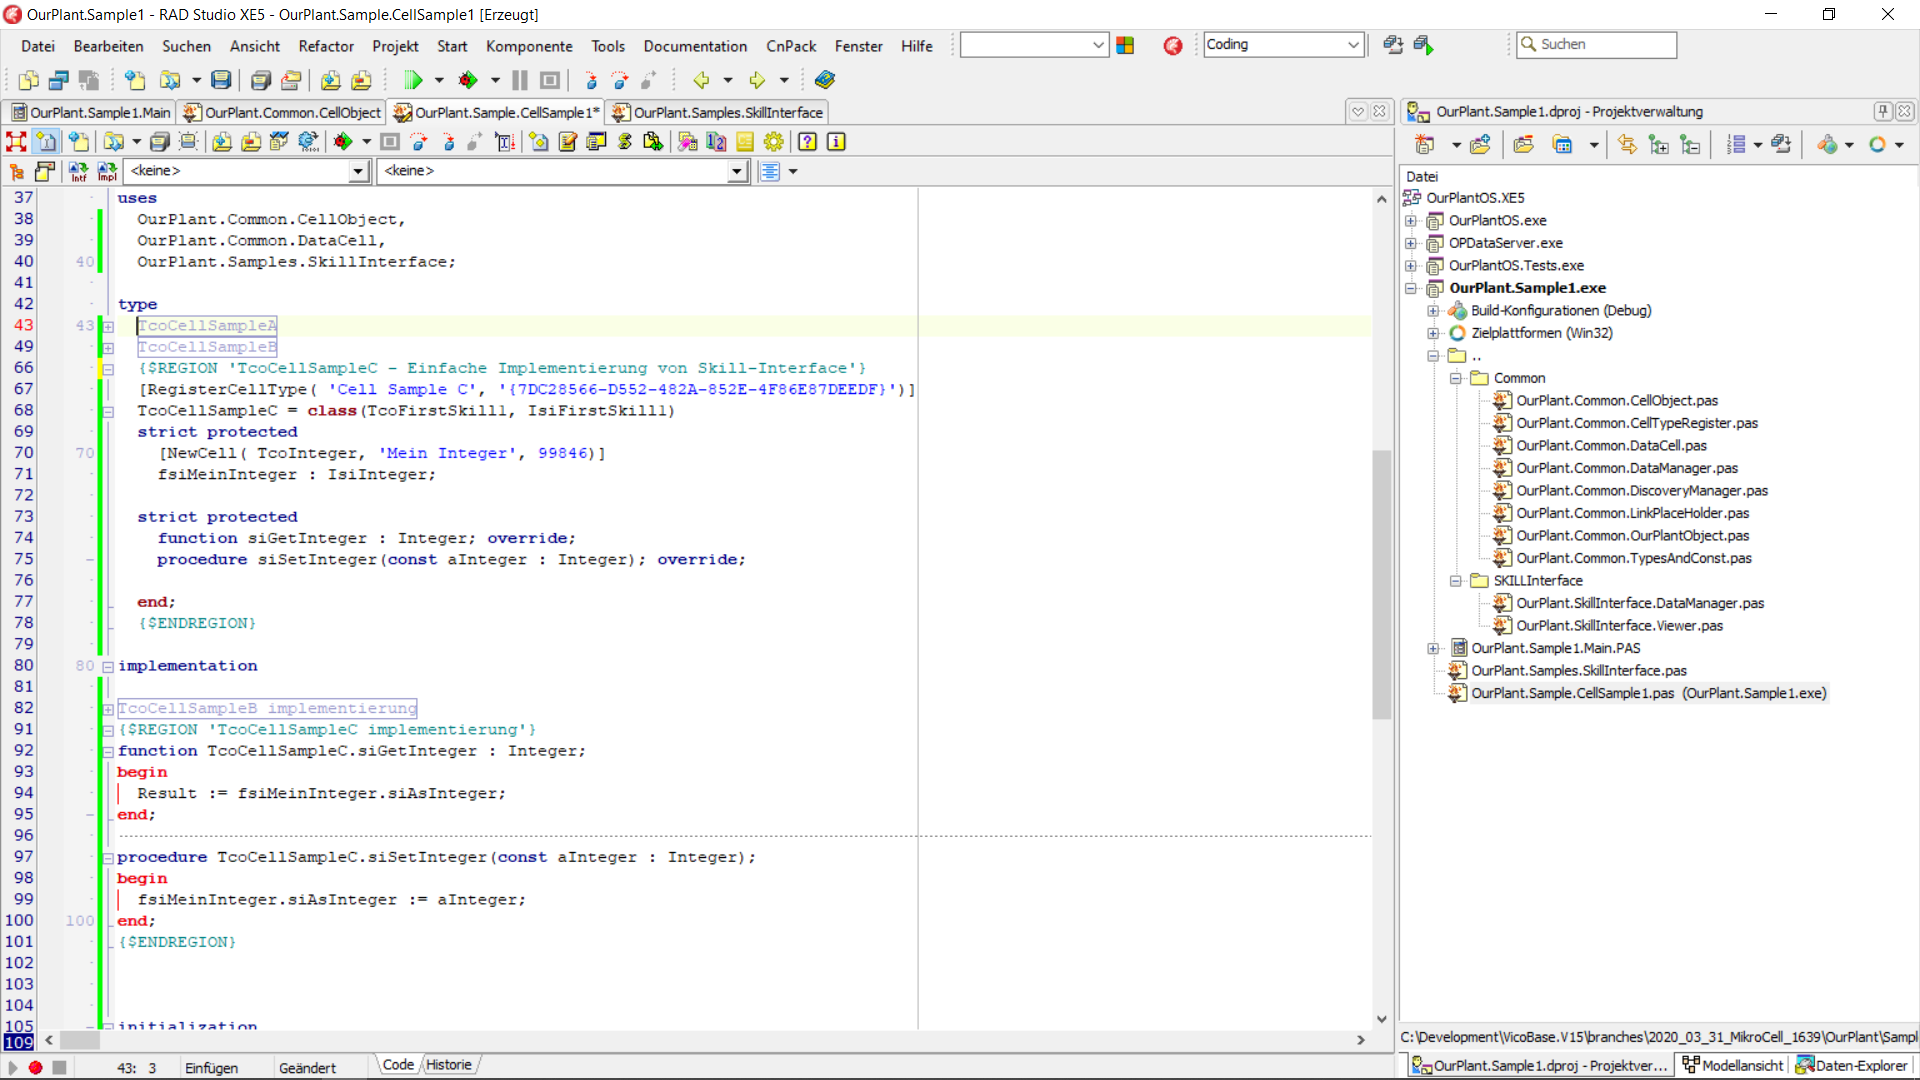 OurPlant.Sample1 - RAD Studio XE5 - OurPlant.Sample.CellSample1 [Erzeugt]
Datei Bearbeiten Suchen Ansicht Refactor Projekt Start Komponente Tools Documentation CnPack Fenster Hilfe Coding Suchen
OurPlant.Sample1.Main OurPlant.Common.CellObject OurPlant.Sample.CellSample1* OurPlant.Samples.SkillInterface
Intf Impl <keine> <keine>
37 uses
38 OurPlant.Common.CellObject,
39 OurPlant.Common.DataCell,
40 40 OurPlant.Samples.SkillInterface;
41
42 type
43 43 TcoCellSampleA
49 TcoCellSampleB
66 {$REGION 'TcoCellSampleC - Einfache Implementierung von Skill-Interface'}
67 [RegisterCellType( 'Cell Sample C', '{7DC28566-D552-482A-852E-4F86E87DEEDF}')]
68 TcoCellSampleC = class(TcoFirstSkill1, IsiFirstSkill1)
69 strict protected
70 70 [NewCell( TcoInteger, 'Mein Integer', 99846)]
71 fsiMeinInteger : IsiInteger;
72
73 strict protected
74 function siGetInteger : Integer; override;
75 procedure siSetInteger(const aInteger : Integer); override;
76
77 end;
78 {$ENDREGION}
79
80 80 implementation
81
82 TcoCellSampleB implementierung
91 {$REGION 'TcoCellSampleC implementierung'}
92 function TcoCellSampleC.siGetInteger : Integer;
93 begin
94 Result := fsiMeinInteger.siAsInteger;
95 end;
96
97 procedure TcoCellSampleC.siSetInteger(const aInteger : Integer);
98 begin
99 fsiMeinInteger.siAsInteger := aInteger;
100 100 end;
101 {$ENDREGION}
102
103
104
105 initialization
109
43: 3 Einfügen Geändert Code Historie
OurPlant.Sample1.dproj - Projektverwaltung
Datei
OurPlantOS.XE5
OurPlantOS.exe
OPDataServer.exe
OurPlantOS.Tests.exe
OurPlant.Sample1.exe
Build-Konfigurationen (Debug)
Zielplattformen (Win32)
..
Common
OurPlant.Common.CellObject.pas
OurPlant.Common.CellTypeRegister.pas
OurPlant.Common.DataCell.pas
OurPlant.Common.DataManager.pas
OurPlant.Common.DiscoveryManager.pas
OurPlant.Common.LinkPlaceHolder.pas
OurPlant.Common.OurPlantObject.pas
OurPlant.Common.TypesAndConst.pas
SKILLInterface
OurPlant.SkillInterface.DataManager.pas
OurPlant.SkillInterface.Viewer.pas
OurPlant.Sample1.Main.PAS
OurPlant.Samples.SkillInterface.pas
OurPlant.Sample.CellSample1.pas (OurPlant.Sample1.exe)
C:\Development\VicoBase.V15\branches\2020_03_31_MikroCell_1639\OurPlant\Sampl
OurPlant.Sample1.dproj - Projektver... Modellansicht Daten-Explorer